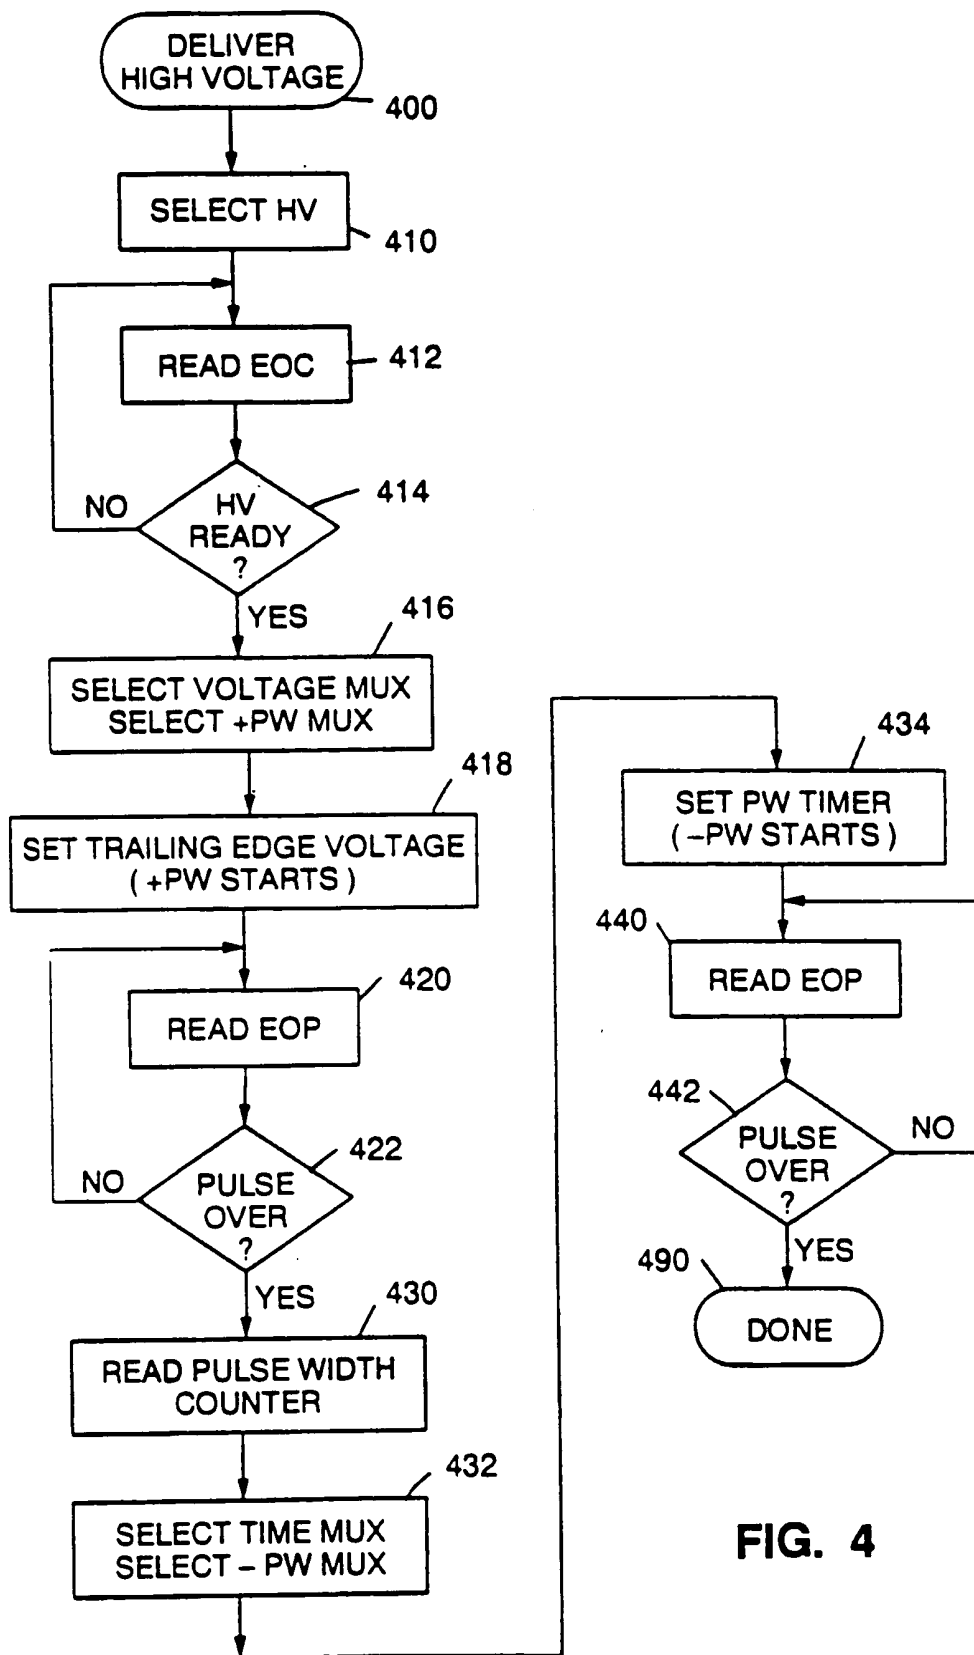 DELIVER
HIGH VOLTAGE
400
SELECT HV
410
READ EOC
412
HV
READY
?
414
NO
YES
416
SELECT VOLTAGE MUX
SELECT +PW MUX
418
SET TRAILING EDGE VOLTAGE
( +PW STARTS )
420
READ EOP
422
PULSE
OVER
?
NO
YES
430
READ PULSE WIDTH
COUNTER
432
SELECT TIME MUX
SELECT – PW MUX
434
SET PW TIMER
( –PW STARTS )
440
READ EOP
442
PULSE
OVER
?
NO
YES
490
DONE
FIG. 4